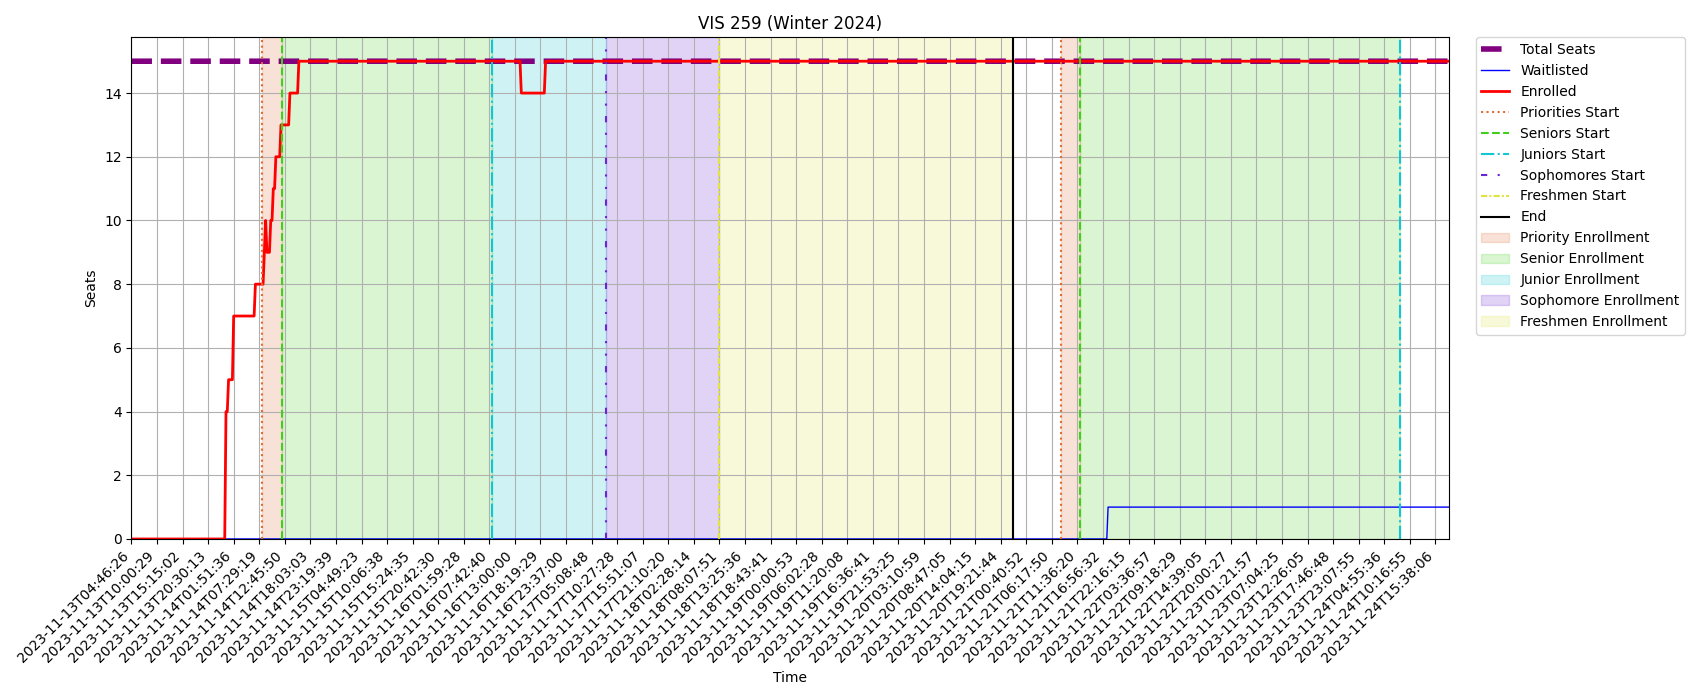 VIS 259 (Winter 2024)
Seats
14
12
10
8
6
4
2
0
2023-11-13T04:46:26
2023-11-13T10:00:29
2023-11-13T15:15:02
2023-11-13T20:30:13
2023-11-14T01:51:36
2023-11-14T07:29:19
2023-11-14T12:45:50
2023-11-14T18:03:03
2023-11-14T23:19:39
2023-11-15T04:49:23
2023-11-15T10:06:38
2023-11-15T15:24:35
2023-11-15T20:42:30
2023-11-16T01:59:28
2023-11-16T07:42:40
2023-11-16T13:00:00
2023-11-16T18:19:29
2023-11-16T23:37:00
2023-11-17T05:08:48
2023-11-17T10:27:28
2023-11-17T15:51:07
2023-11-17T21:10:20
2023-11-18T02:28:14
2023-11-18T08:07:51
2023-11-18T13:25:36
2023-11-18T18:43:41
2023-11-19T00:00:53
2023-11-19T06:02:28
2023-11-19T11:20:08
2023-11-19T16:36:41
2023-11-19T21:53:25
2023-11-20T03:10:59
2023-11-20T08:47:05
2023-11-20T14:04:15
2023-11-20T19:21:44
2023-11-21T00:40:52
2023-11-21T06:17:50
2023-11-21T11:36:20
2023-11-21T16:56:32
2023-11-21T22:16:15
2023-11-22T03:36:57
2023-11-22T09:18:29
2023-11-22T14:39:05
2023-11-22T20:00:27
2023-11-23T01:21:57
2023-11-23T07:04:25
2023-11-23T12:26:05
2023-11-23T17:46:48
2023-11-23T23:07:55
2023-11-24T04:55:36
2023-11-24T10:16:55
2023-11-24T15:38:06
Time
Total Seats
Waitlisted
Enrolled
Priorities Start
Seniors Start
Juniors Start
Sophomores Start
Freshmen Start
End
Priority Enrollment
Senior Enrollment
Junior Enrollment
Sophomore Enrollment
Freshmen Enrollment